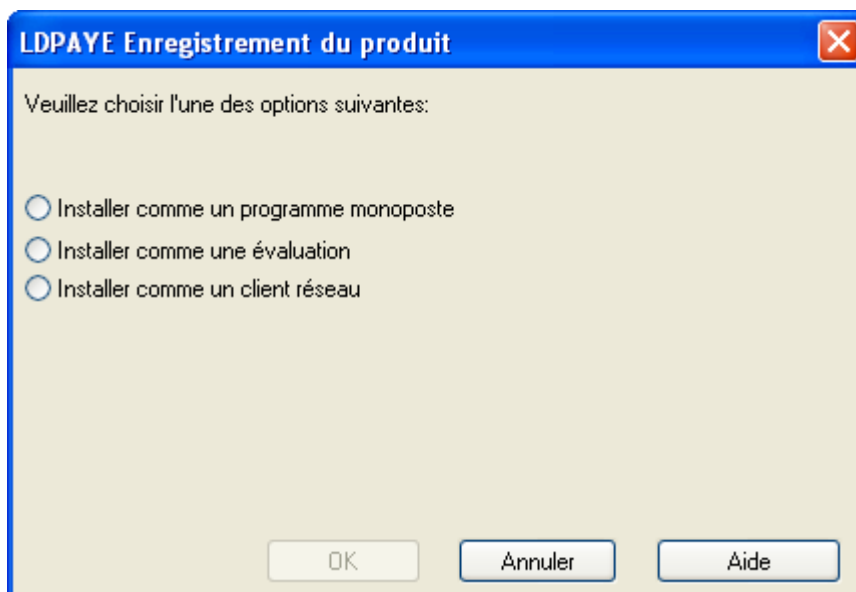 LDPAYE Enregistrement du produit
Veuillez choisir l'une des options suivantes:
Installer comme un programme monoposte
Installer comme une évaluation
Installer comme un client réseau
OK Annuler Aide